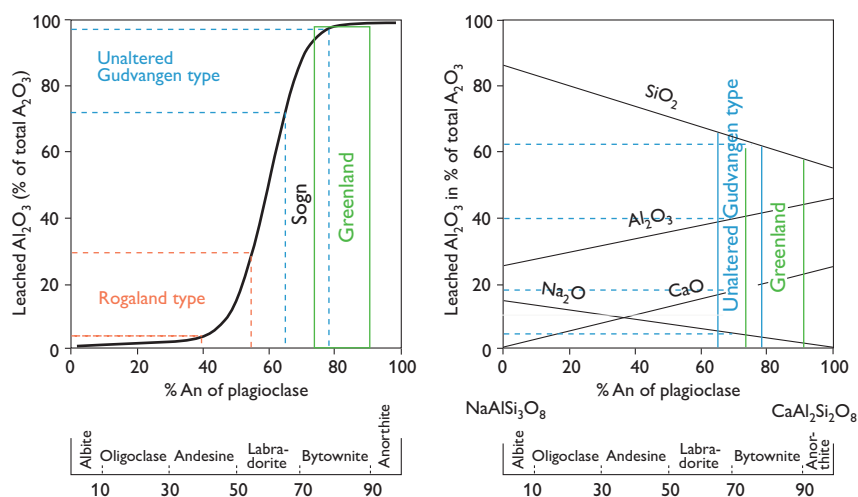 Leached Al₂O₃ (% of total A₂O₃)
100
80
60
40
20
0
Unaltered
Gudvangen type
Rogaland type
Sogn
Greenland
0 20 40 60 80 100
% An of plagioclase
Albite
Oligoclase
Andesine
Labra-
dorite
Bytownite
Anorthite
10 30 50 70 90
Leached Al₂O₃ in % of total A₂O₃
100
80
60
40
20
0
SiO₂
Al₂O₃
Na₂O
CaO
Unaltered Gudvangen type
Greenland
0 20 40 60 80 100
% An of plagioclase
NaAlSi₃O₈
CaAl₂Si₂O₈
Albite
Oligoclase
Andesine
Labra-
dorite
Bytownite
Anor-
thite
10 30 50 70 90